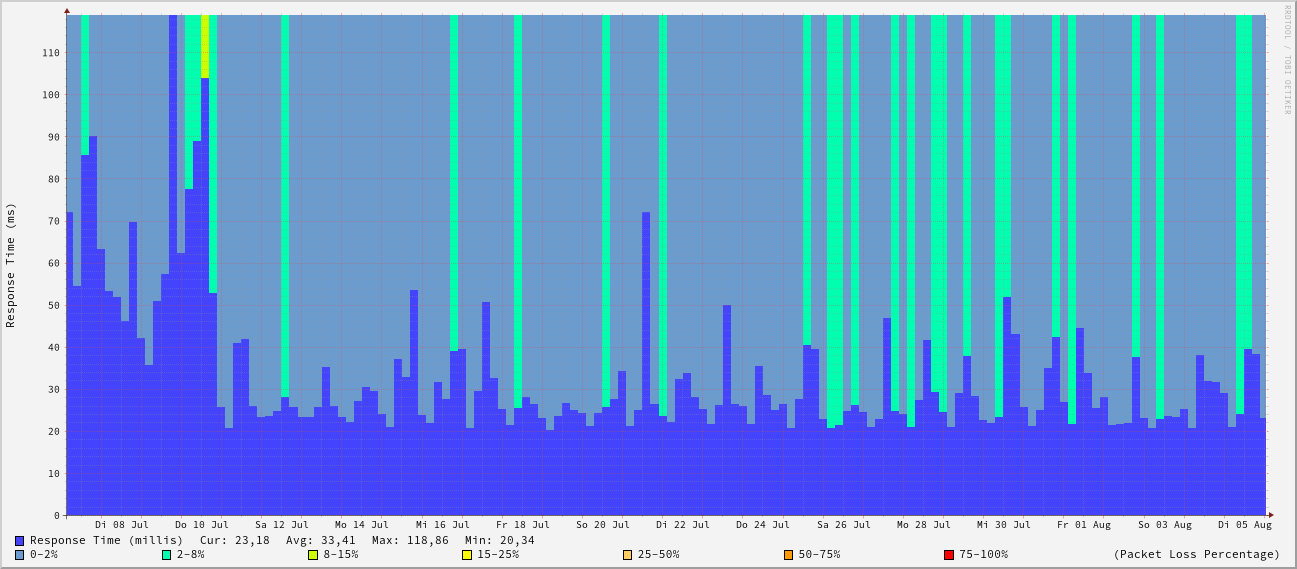 RRDTOOL / TOBI OETIKER
Response Time (ms)
110
100
90
80
70
60
50
40
30
20
10
0
Di 08 Jul Do 10 Jul Sa 12 Jul Mo 14 Jul Mi 16 Jul Fr 18 Jul So 20 Jul Di 22 Jul Do 24 Jul Sa 26 Jul Mo 28 Jul Mi 30 Jul Fr 01 Aug So 03 Aug Di 05 Aug
Response Time (millis) Cur: 23,18 Avg: 33,41 Max: 118,86 Min: 20,34
0-2% 2-8% 8-15% 15-25% 25-50% 50-75% 75-100% (Packet Loss Percentage)